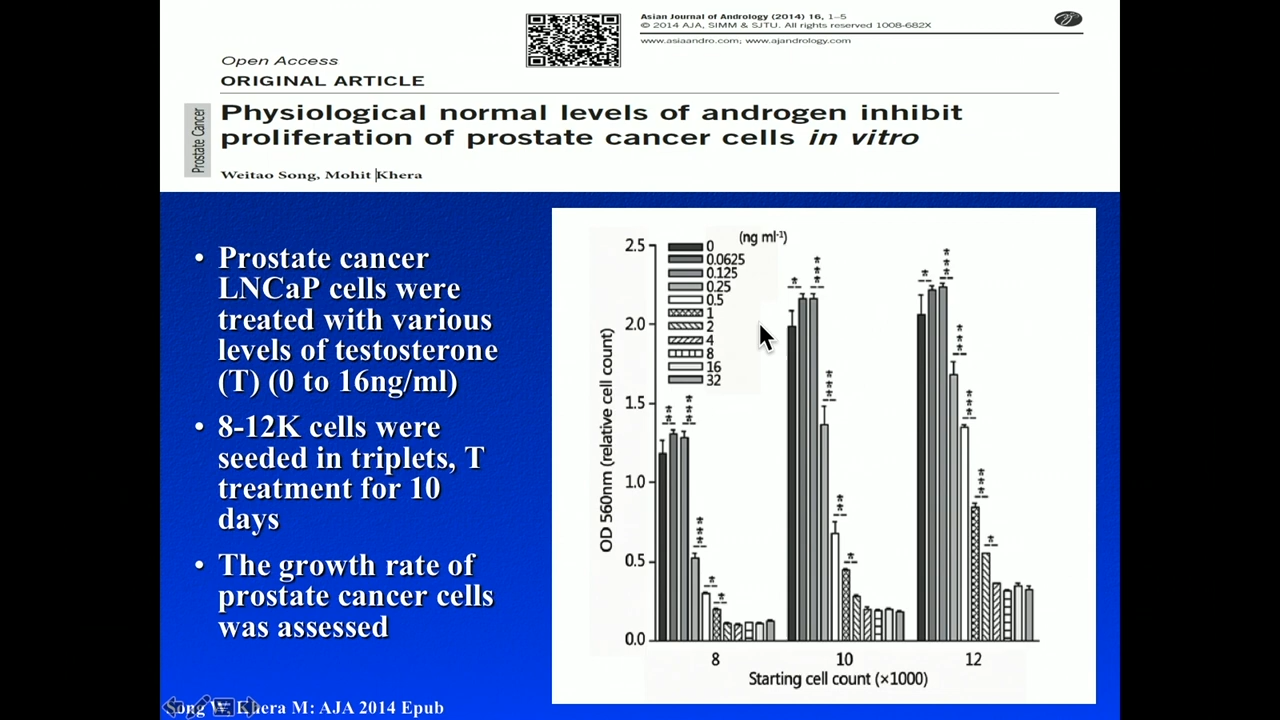 Asian Journal of Andrology (2014) 16, 1–5
© 2014 AJA, SIMM & SJTU. All rights reserved 1008-682X
www.asiaandro.com; www.ajandrology.com
Open Access
ORIGINAL ARTICLE
Prostate Cancer
Physiological normal levels of androgen inhibit
proliferation of prostate cancer cells in vitro
Weitao Song, Mohit Khera
• Prostate cancer
LNCaP cells were
treated with various
levels of testosterone
(T) (0 to 16ng/ml)
• 8-12K cells were
seeded in triplets, T
treatment for 10
days
• The growth rate of
prostate cancer cells
was assessed
Song W, Khera M: AJA 2014 Epub
(ng ml-1)
0
0.0625
0.125
0.25
0.5
1
2
4
8
16
32
OD 560nm (relative cell count)
2.5
2.0
1.5
1.0
0.5
0.0
8 10 12
Starting cell count (×1000)